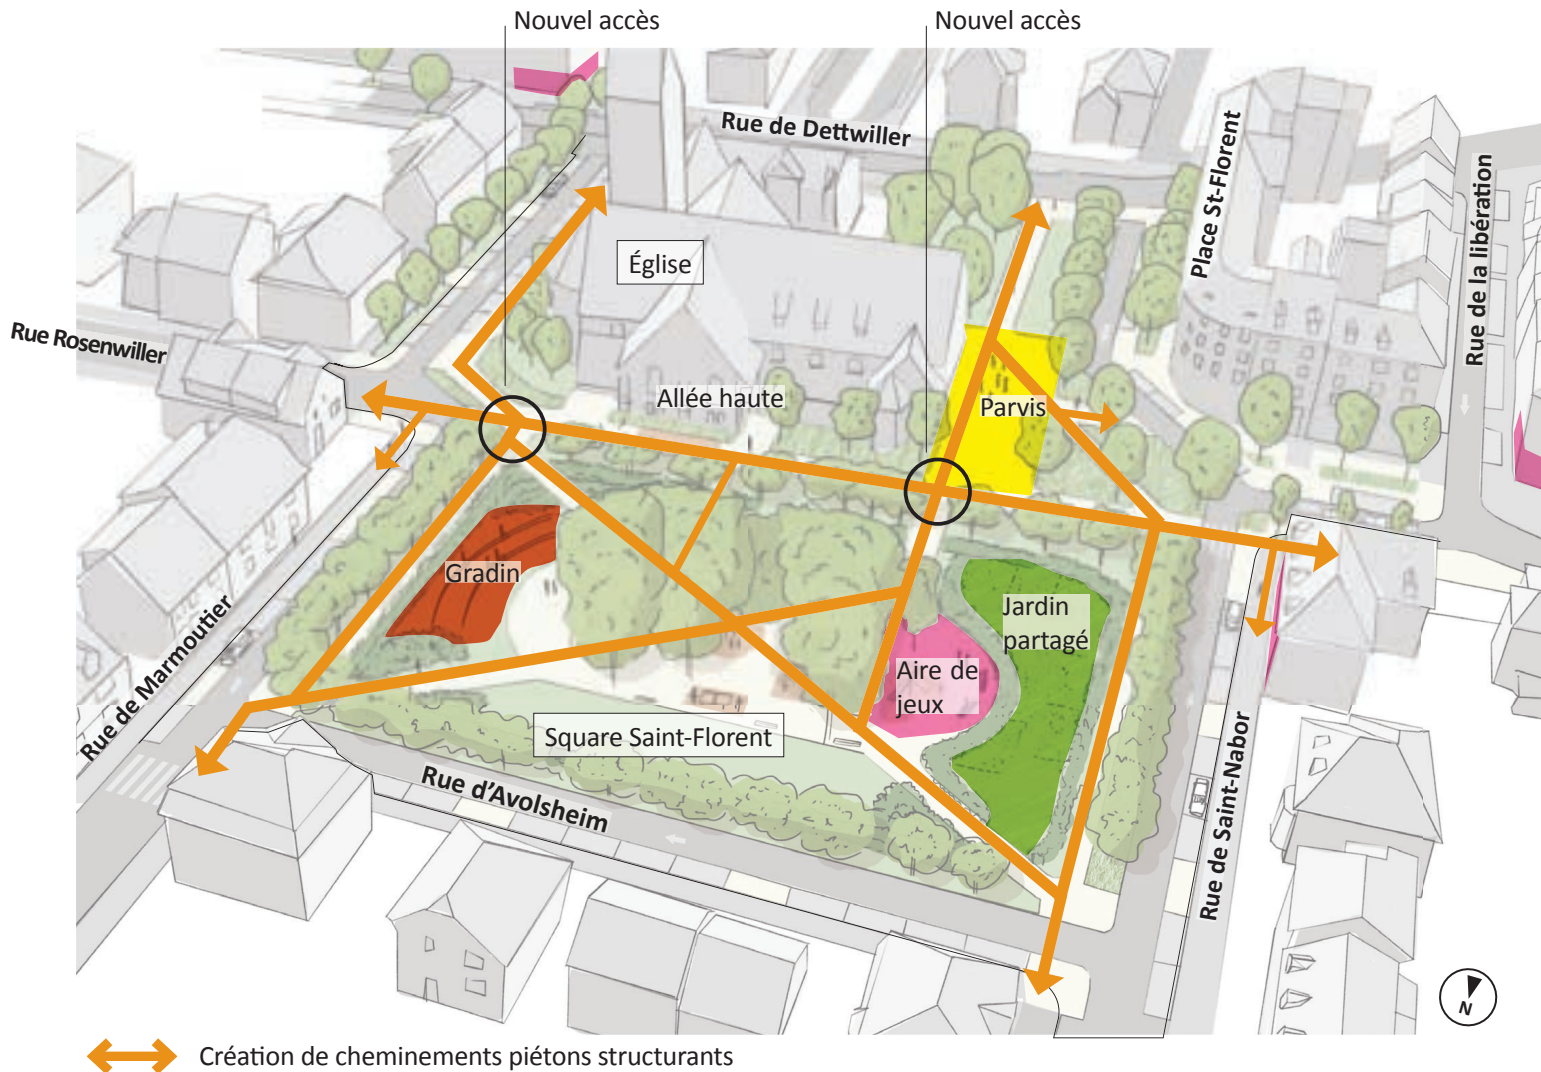 Nouvel accès
Nouvel accès
Rue de Dettwiller
Place St-Florent
Rue de la libération
Église
Rue Rosenwiller
Allée haute
Parvis
Gradin
Jardin
partagé
Aire de
jeux
Rue de Marmoutier
Square Saint-Florent
Rue d'Avolsheim
Rue de Saint-Nabor
N
Création de cheminements piétons structurants